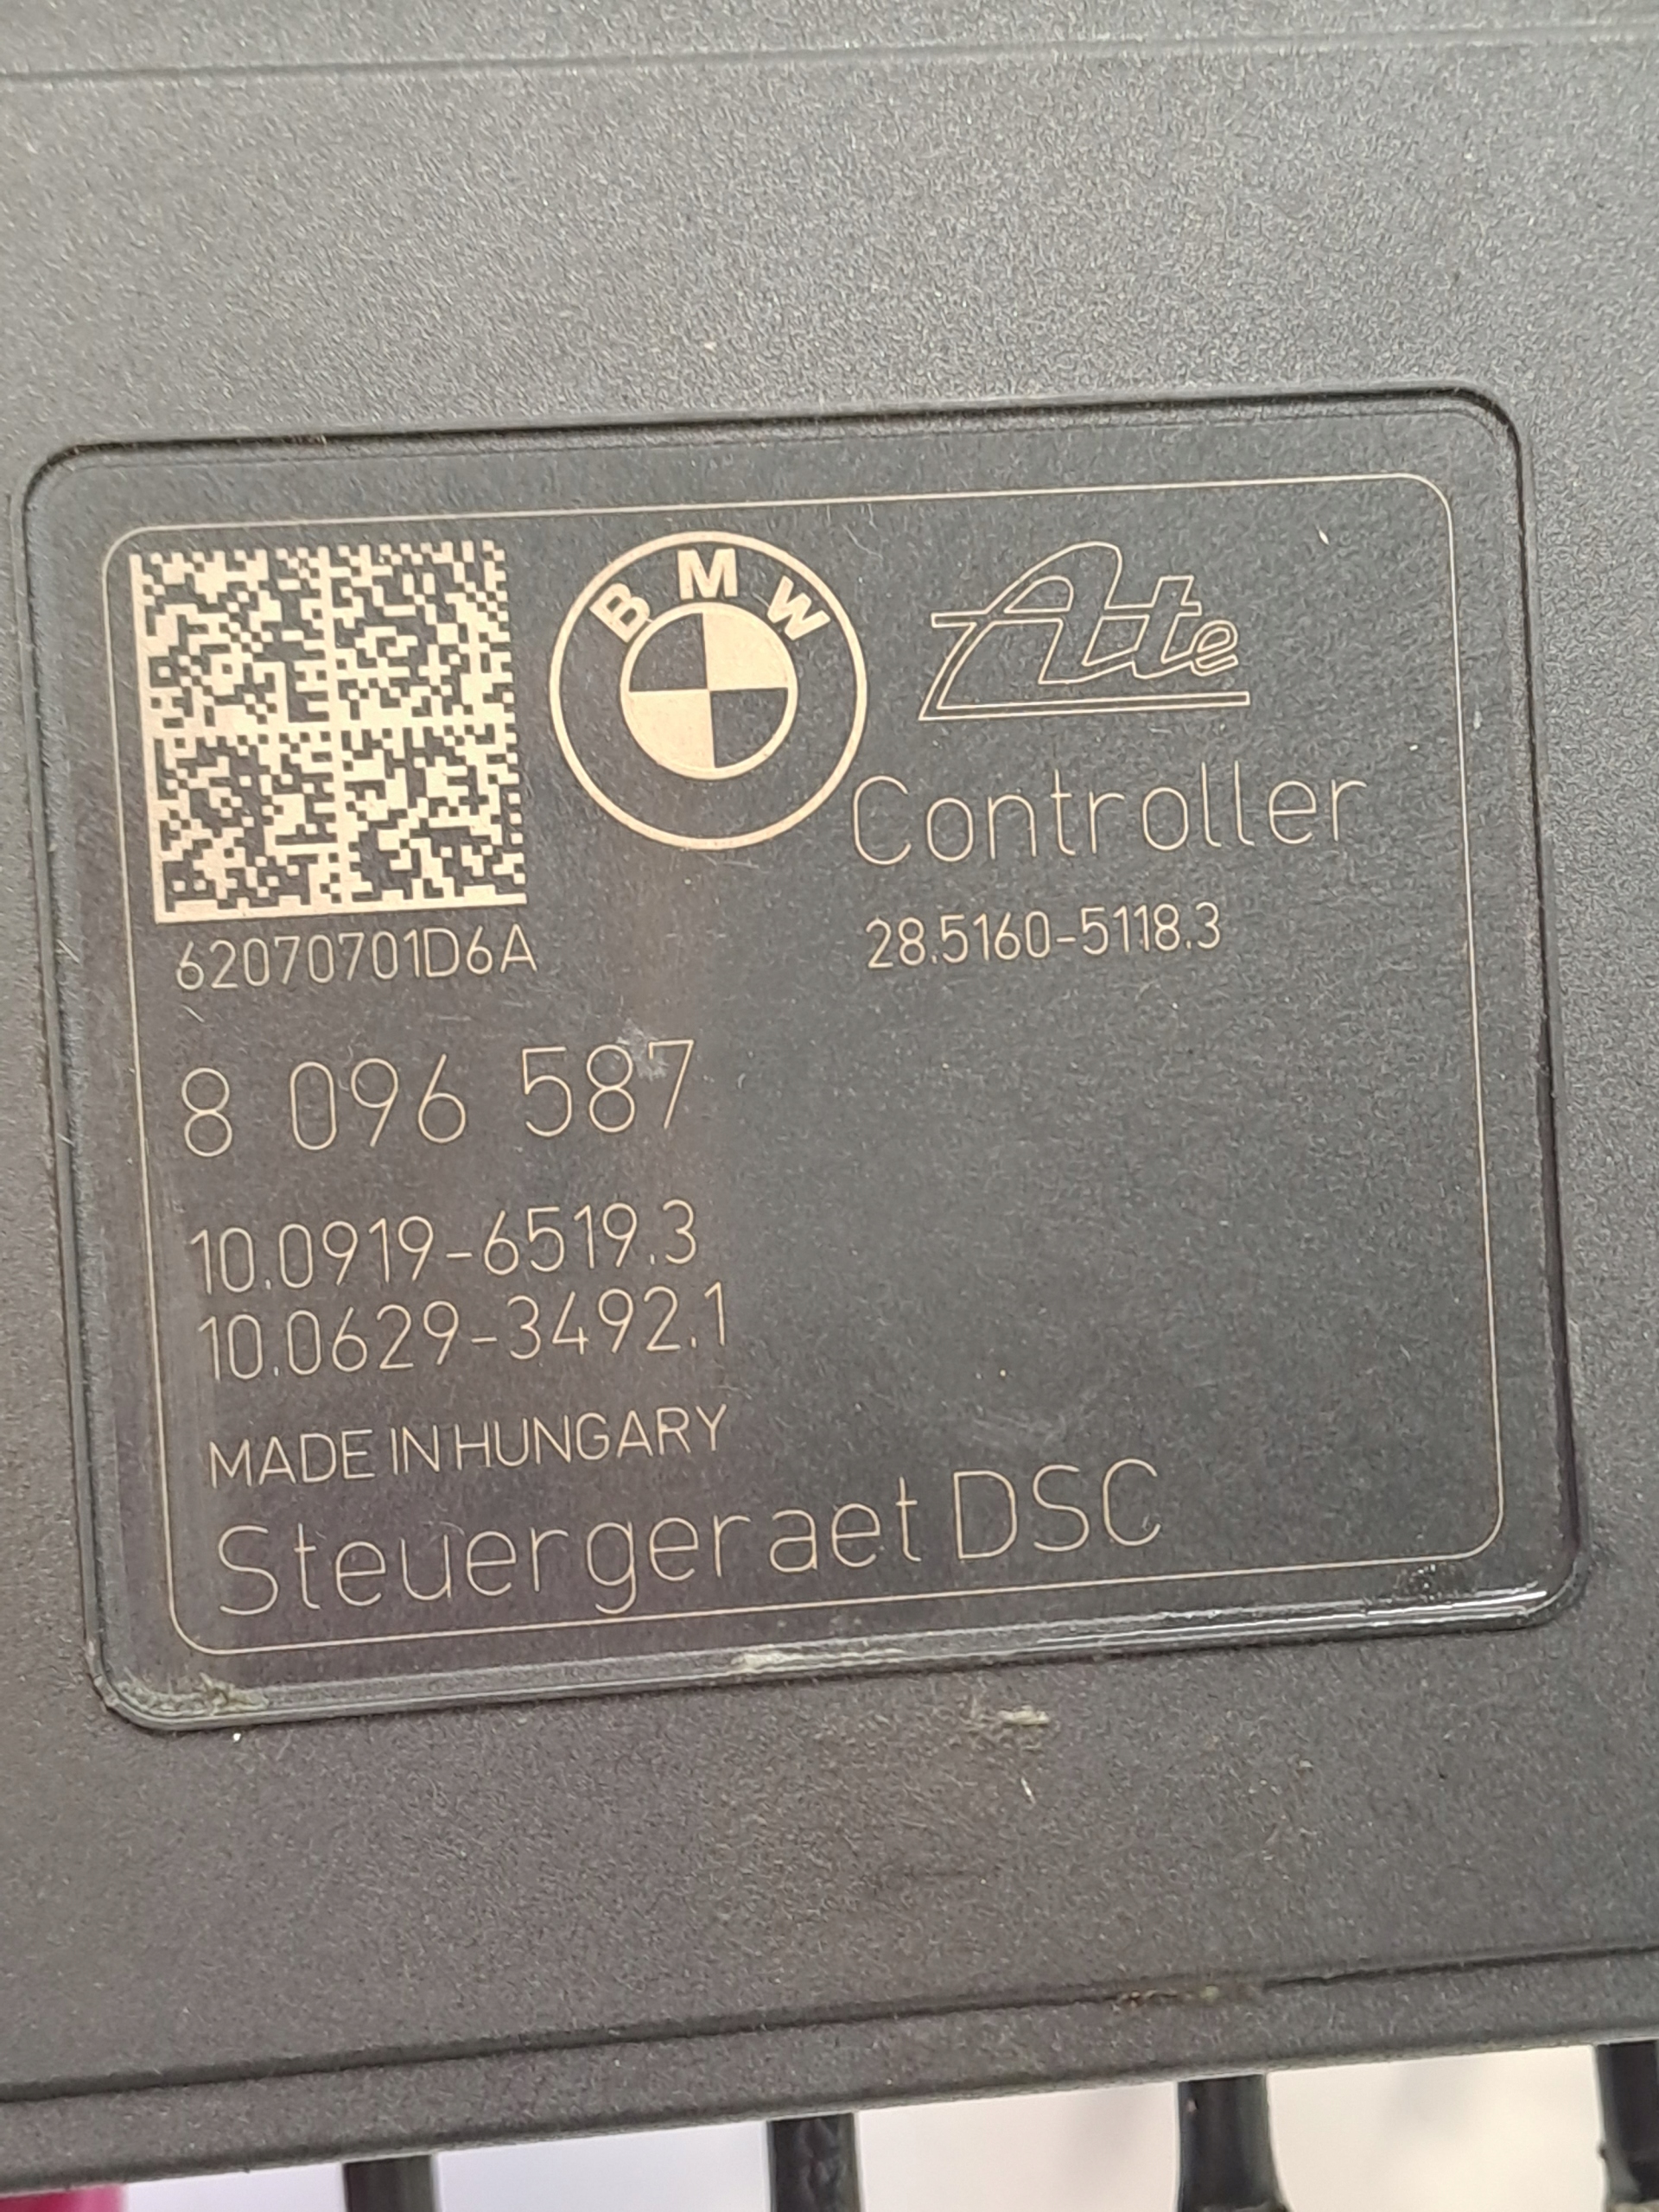 BMW
Ate
Controller
62070701D6A
28.5160-5118.3
8 096 587
10.0919-6519.3
10.0629-3492.1
MADE IN HUNGARY
Steuergeraet DSC